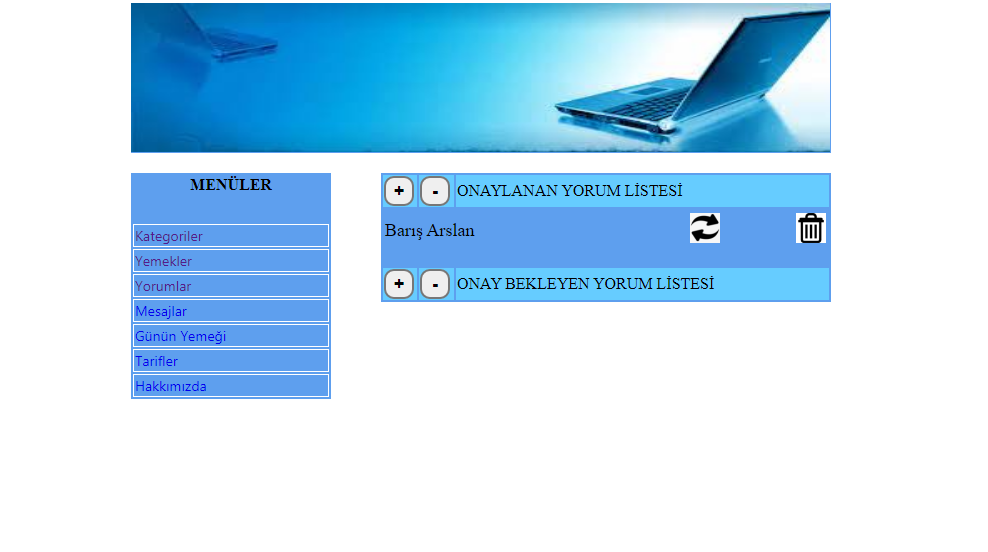 MENÜLER
Kategoriler
Yemekler
Yorumlar
Mesajlar
Günün Yemeği
Tarifler
Hakkımızda
+ - ONAYLANAN YORUM LİSTESİ
Barış Arslan
+ - ONAY BEKLEYEN YORUM LİSTESİ